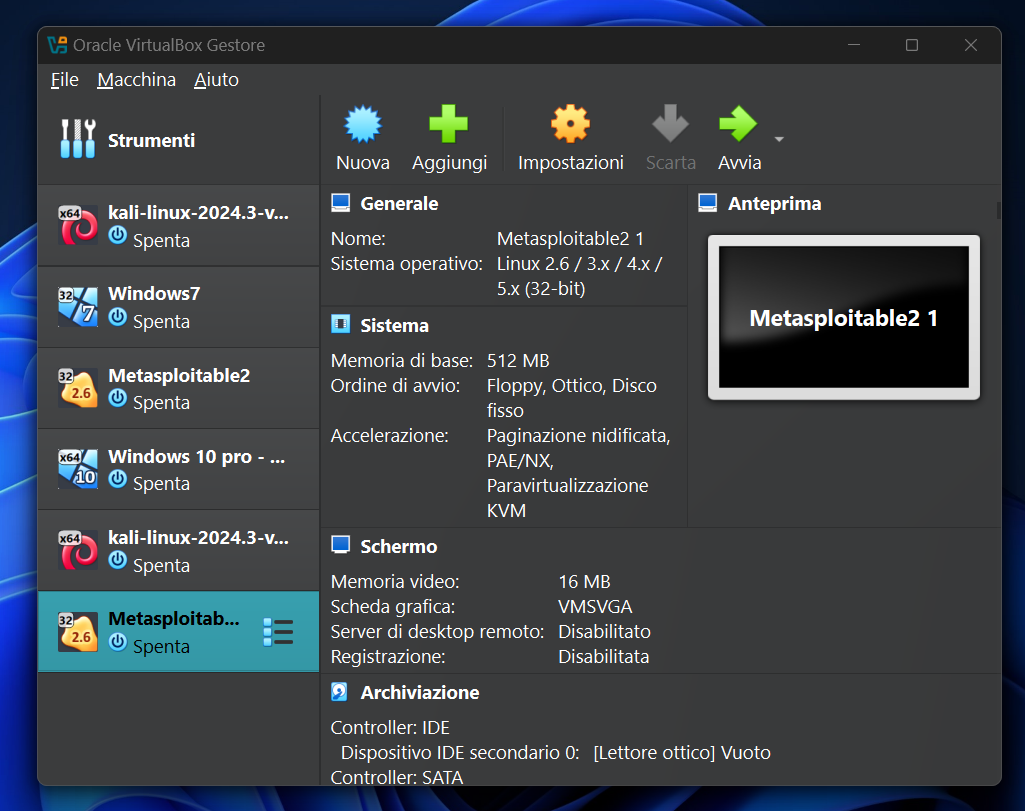 Oracle VirtualBox Gestore
File Macchina Aiuto
Strumenti
Nuova Aggiungi Impostazioni Scarta Avvia
x64 kali-linux-2024.3-v...
Spenta
32 7 Windows7
Spenta
32 2.6 Metasploitable2
Spenta
x64 10 Windows 10 pro - ...
Spenta
x64 kali-linux-2024.3-v...
Spenta
32 2.6 Metasploitab...
Spenta
Generale
Nome: Metasploitable2 1
Sistema operativo: Linux 2.6 / 3.x / 4.x /
5.x (32-bit)
Sistema
Memoria di base: 512 MB
Ordine di avvio: Floppy, Ottico, Disco
fisso
Accelerazione: Paginazione nidificata,
PAE/NX,
Paravirtualizzazione
KVM
Anteprima
Metasploitable2 1
Schermo
Memoria video: 16 MB
Scheda grafica: VMSVGA
Server di desktop remoto: Disabilitato
Registrazione: Disabilitata
Archiviazione
Controller: IDE
Dispositivo IDE secondario 0: [Lettore ottico] Vuoto
Controller: SATA